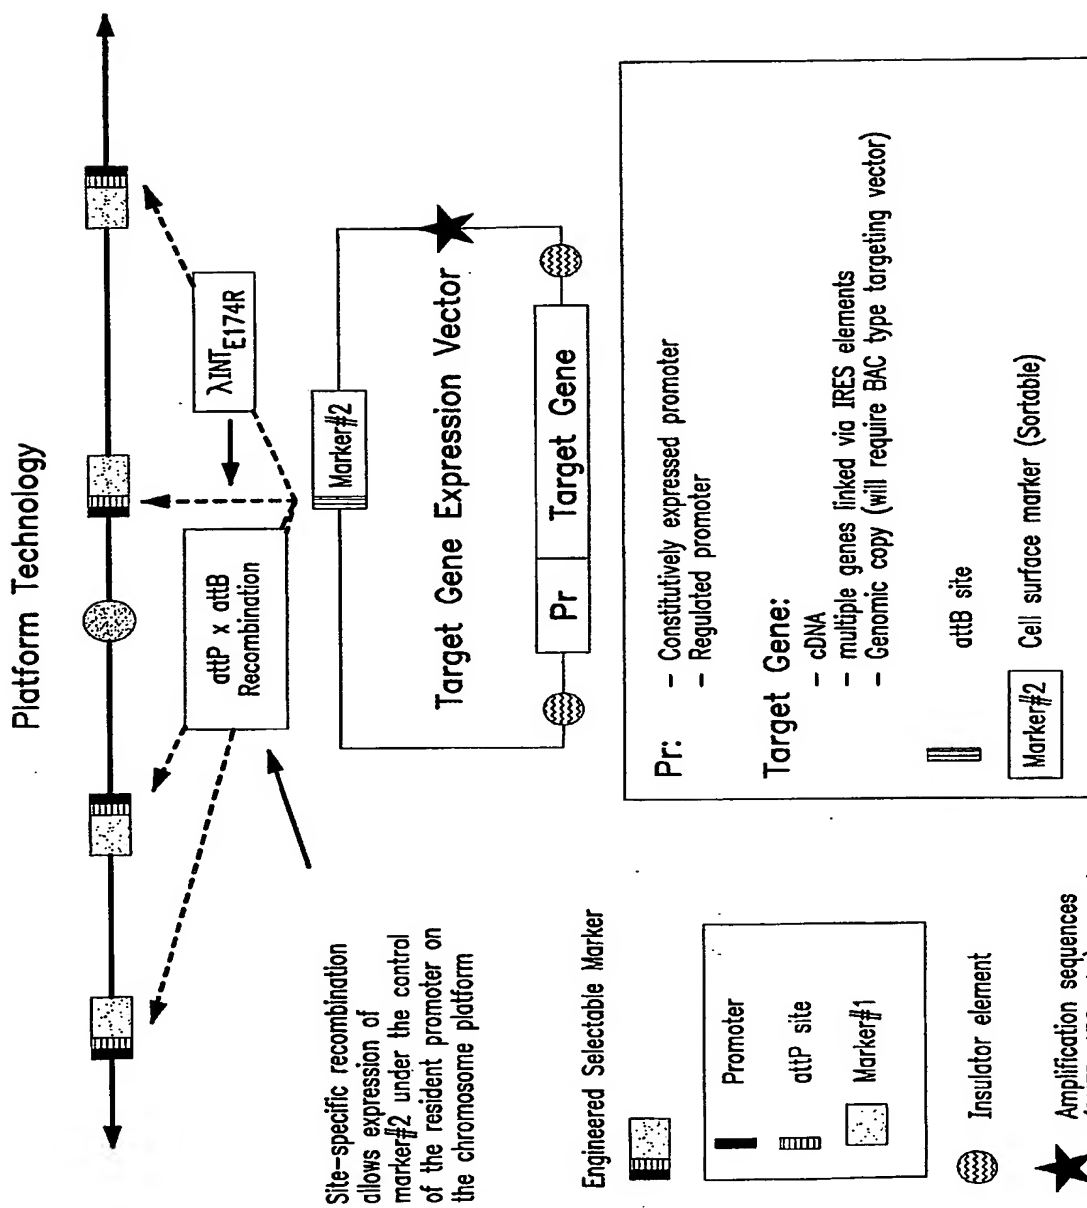 Platform Technology
λINT E174R
attP x attB
Recombination
Site-specific recombination
allows expression of
marker#2 under the control
of the resident promoter on
the chromosome platform
Marker#2
Target Gene Expression Vector
Pr
Target Gene
Engineered Selectable Marker
Promoter
attP site
Marker#1
Insulator element
Amplification sequences
Pr:
- Constitutively expressed promoter
- Regulated promoter
Target Gene:
- cDNA
- multiple genes linked via IRES elements
- Genomic copy (will require BAC type targeting vector)
attB site
Marker#2
Cell surface marker (Sortable)